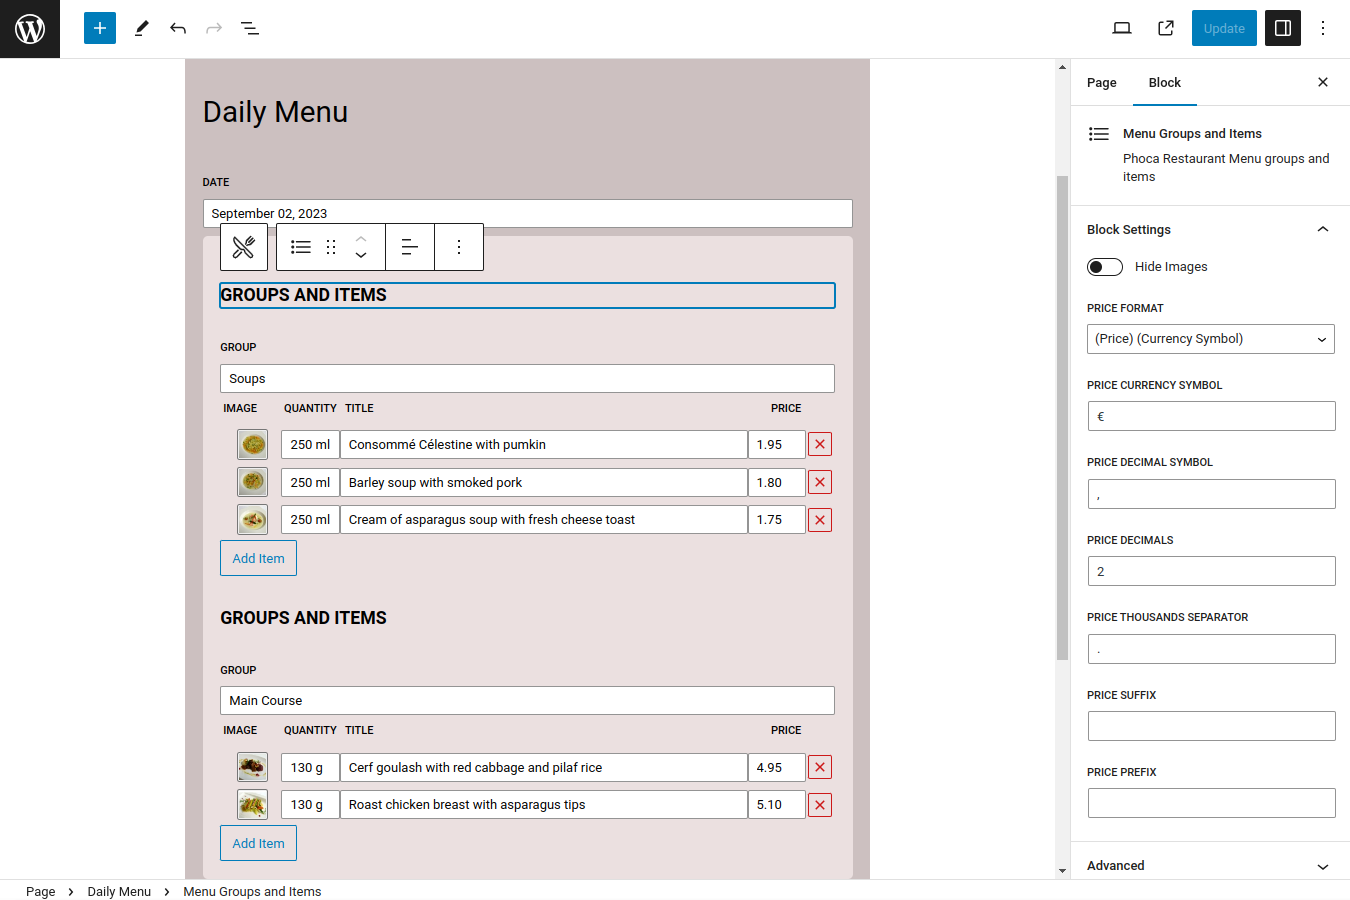 Update
Daily Menu
DATE
September 02, 2023
GROUPS AND ITEMS
GROUP
Soups
IMAGE QUANTITY TITLE PRICE
250 ml Consommé Célestine with pumkin 1.95
250 ml Barley soup with smoked pork 1.80
250 ml Cream of asparagus soup with fresh cheese toast 1.75
Add Item
GROUPS AND ITEMS
GROUP
Main Course
IMAGE QUANTITY TITLE PRICE
130 g Cerf goulash with red cabbage and pilaf rice 4.95
130 g Roast chicken breast with asparagus tips 5.10
Add Item
Page Block
Menu Groups and Items
Phoca Restaurant Menu groups and
items
Block Settings
Hide Images
PRICE FORMAT
(Price) (Currency Symbol)
PRICE CURRENCY SYMBOL
€
PRICE DECIMAL SYMBOL
,
PRICE DECIMALS
2
PRICE THOUSANDS SEPARATOR
.
PRICE SUFFIX
PRICE PREFIX
Advanced
Page Daily Menu Menu Groups and Items